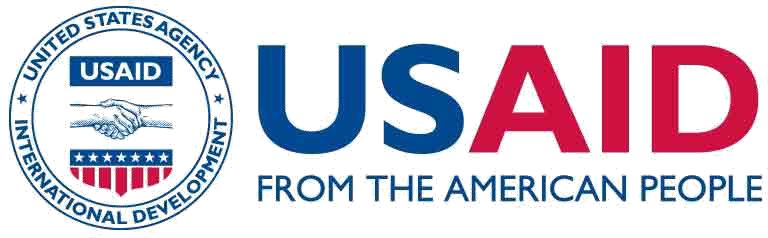 UNITED STATES AGENCY
USAID
INTERNATIONAL DEVELOPMENT
USAID
FROM THE AMERICAN PEOPLE